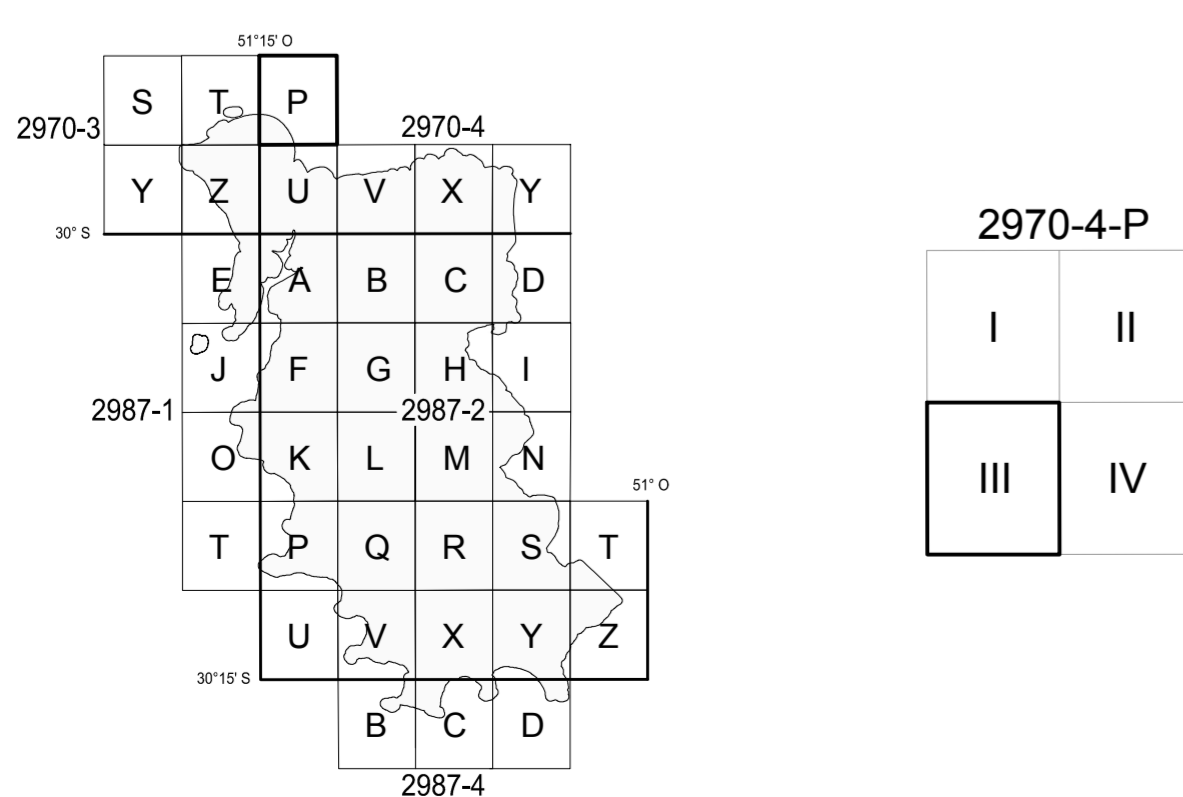 51°15' O
S T P
2970-3 2970-4
Y Z U V X Y
30° S
E A B C D
J F G H I
2987-1 2987-2
O K L M N
51° O
T P Q R S T
U V X Y Z
30°15' S
B C D
2987-4
2970-4-P
I II
III IV